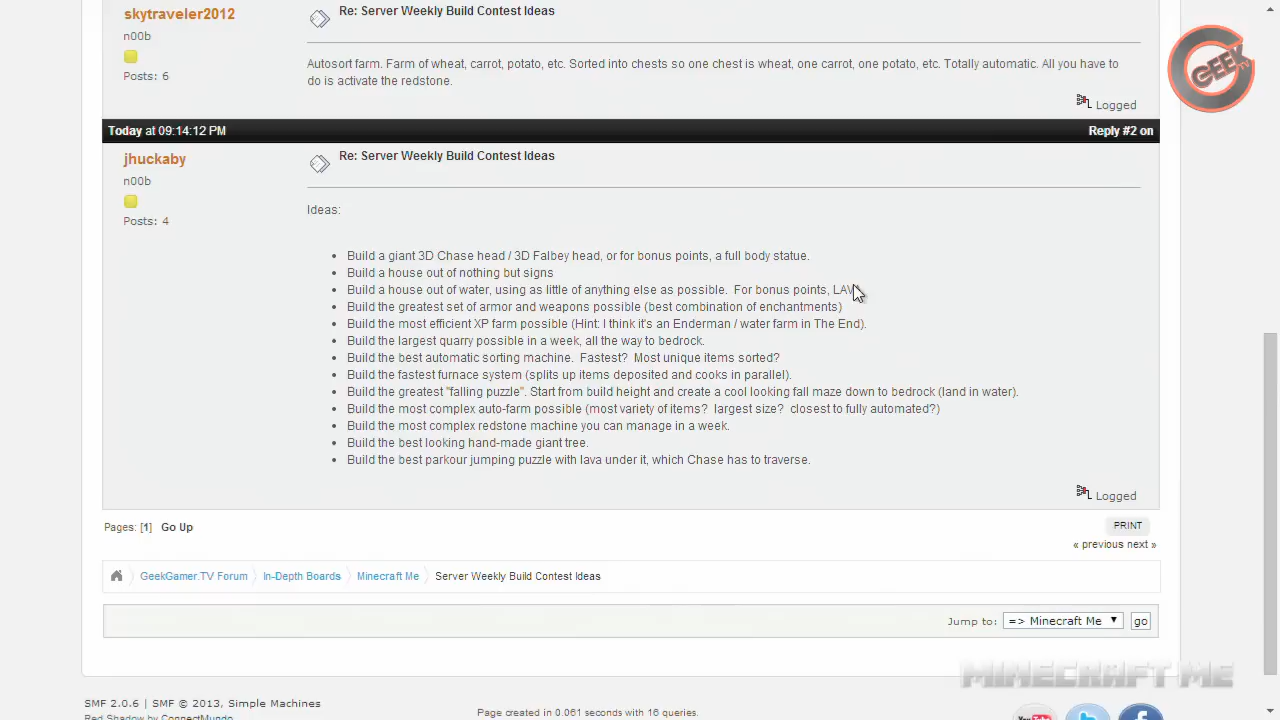 skytraveler2012
Re: Server Weekly Build Contest Ideas
n00b
Posts: 6
Autosort farm. Farm of wheat, carrot, potato, etc. Sorted into chests so one chest is wheat, one carrot, one potato, etc. Totally automatic. All you have to
do is activate the redstone.
Logged
GEEK
Today at 09:14:12 PM
Reply #2 on
jhuckaby
Re: Server Weekly Build Contest Ideas
n00b
Posts: 4
Ideas:
Build a giant 3D Chase head / 3D Falbey head, or for bonus points, a full body statue.
Build a house out of nothing but signs
Build a house out of water, using as little of anything else as possible. For bonus points,
Build the greatest set of armor and weapons possible (best combination of enchantments)
Build the most efficient XP farm possible (Hint: I think it's an Enderman / water farm in The End).
Build the largest quarry possible in a week, all the way to bedrock.
Build the best automatic sorting machine. Fastest? Most unique items sorted?
Build the fastest furnace system (splits up items deposited and cooks in parallel).
Build the greatest "falling puzzle". Start from build height and create a cool looking fall maze down to bedrock (land in water).
Build the most complex auto-farm possible (most variety of items? largest size? closest to fully automated?)
Build the most complex redstone machine you can manage in a week.
Build the best looking hand-made giant tree.
Build the best parkour jumping puzzle with lava under it, which Chase has to traverse.
Logged
Pages: [1] Go Up
PRINT
« previous next »
GeekGamer.TV Forum
In-Depth Boards
Minecraft Me
Server Weekly Build Contest Ideas
Jump to:
=> Minecraft Me
go
MINECRAFT ME
SMF 2.0.6 | SMF © 2013, Simple Machines
Red Shadow by ConnectMundo
Page created in 0.061 seconds with 16 queries.